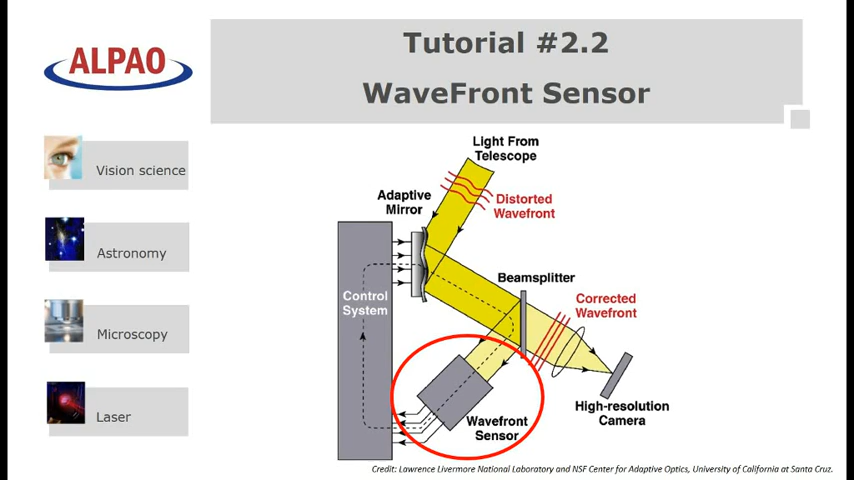 ALPAO
Tutorial #2.2
WaveFront Sensor
Vision science
Astronomy
Microscopy
Laser
Light From
Telescope
Adaptive
Mirror
Distorted
Wavefront
Beamsplitter
Control
System
Corrected
Wavefront
High-resolution
Camera
Wavefront
Sensor
Credit: Lawrence Livermore National Laboratory and NSF Center for Adaptive Optics, University of California at Santa Cruz.